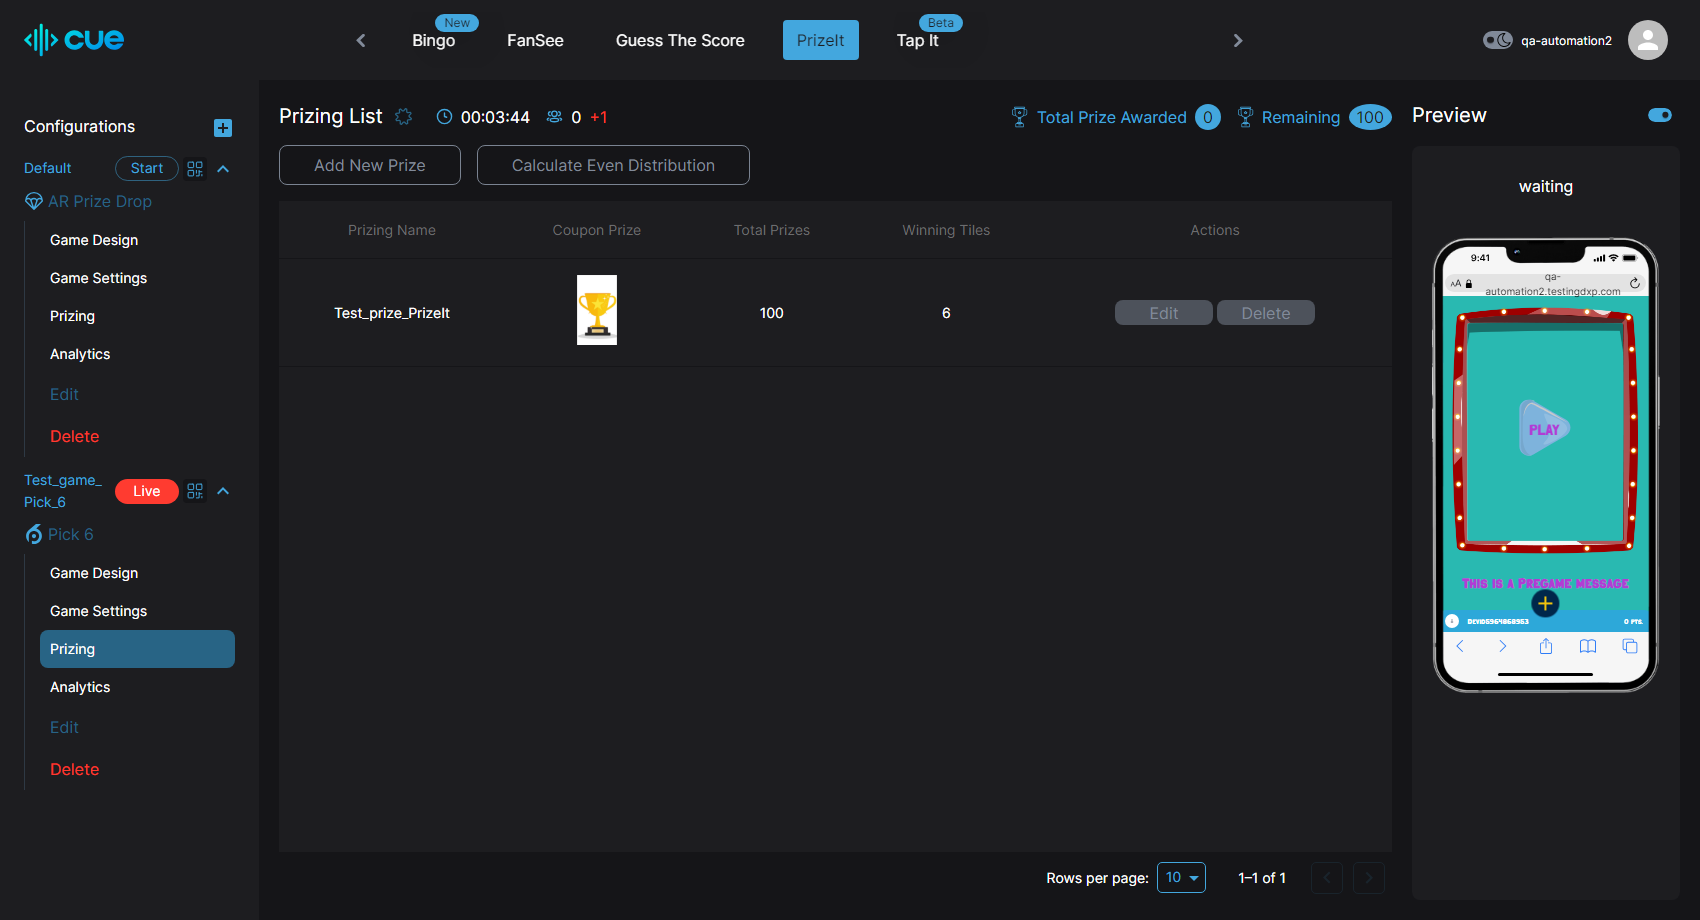 cue
New
Bingo
FanSee
Guess The Score
PrizeIt
Beta
Tap It
qa-automation2
Configurations
Default
Start
AR Prize Drop
Game Design
Game Settings
Prizing
Analytics
Edit
Delete
Test_game_
Pick_6
Live
Pick 6
Game Design
Game Settings
Prizing
Analytics
Edit
Delete
Prizing List
00:03:44
0 +1
Total Prize Awarded 0
Remaining 100
Add New Prize
Calculate Even Distribution
Prizing Name
Coupon Prize
Total Prizes
Winning Tiles
Actions
Test_prize_PrizeIt
100
6
Edit
Delete
Rows per page: 10
1–1 of 1
Preview
waiting
9:41
AA
qa-
automation2.testingdxp.com
PLAY
This is a Pregame message
0 PTS.